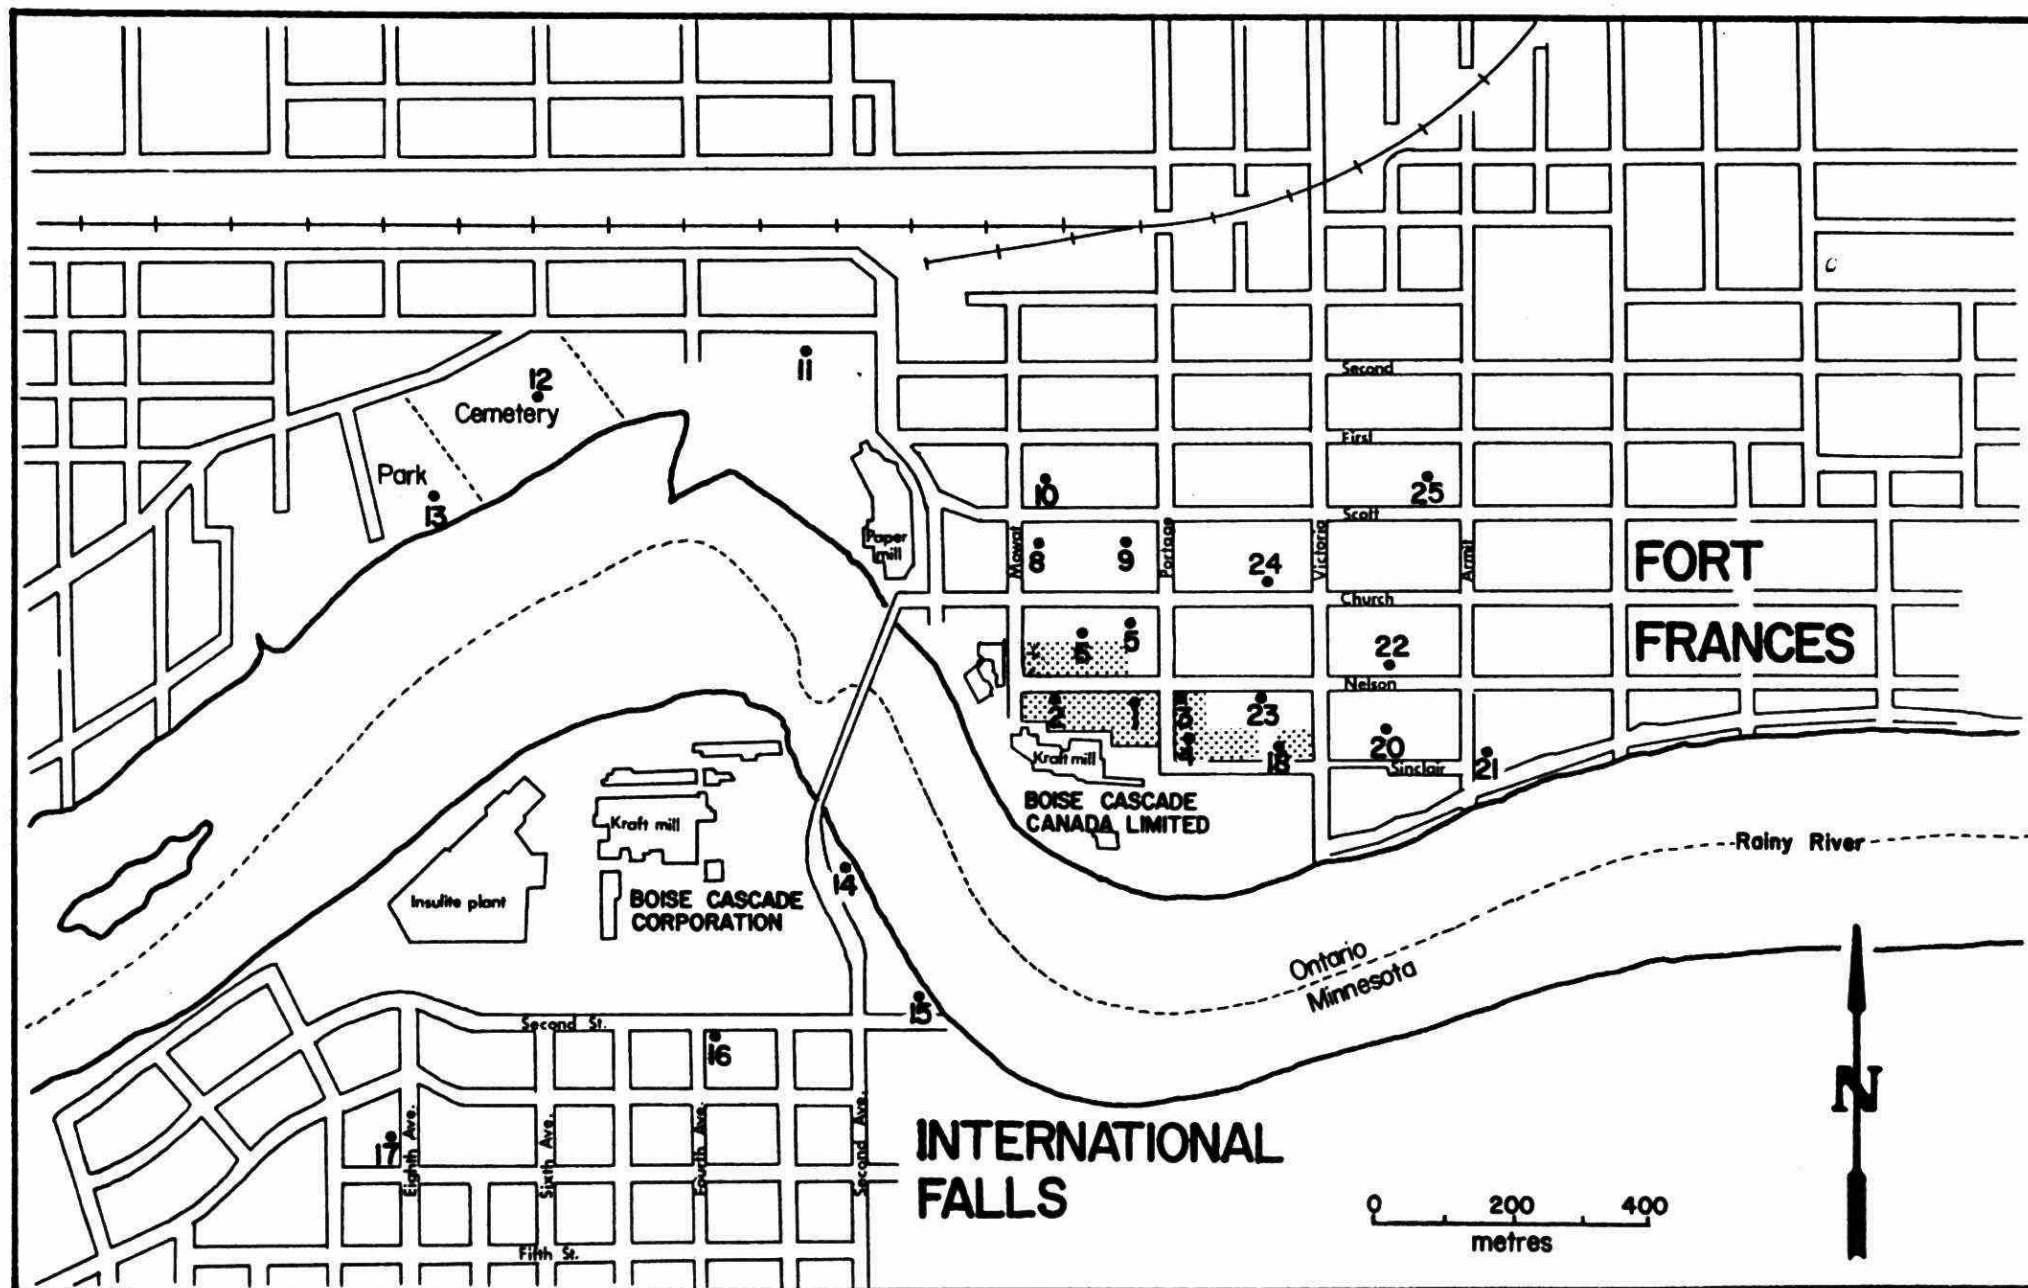 Second
11
12
Cemetery
First
Park
13
10
25
Scott
Paper
mill
Mowat
8
9
Portage
24
Victoria
Armit
FORT
FRANCES
Church
5
22
Nelson
2
1
23
Kraft mill
20
Sinclair
21
18
BOISE CASCADE
CANADA LIMITED
Kraft mill
Rainy River
14
Insulite plant
BOISE CASCADE
CORPORATION
Ontario
Minnesota
15
Second St.
16
N
17
Eighth Ave.
Sixth Ave.
Fourth Ave.
Second Ave.
INTERNATIONAL
FALLS
0 200 400
metres
Fifth St.